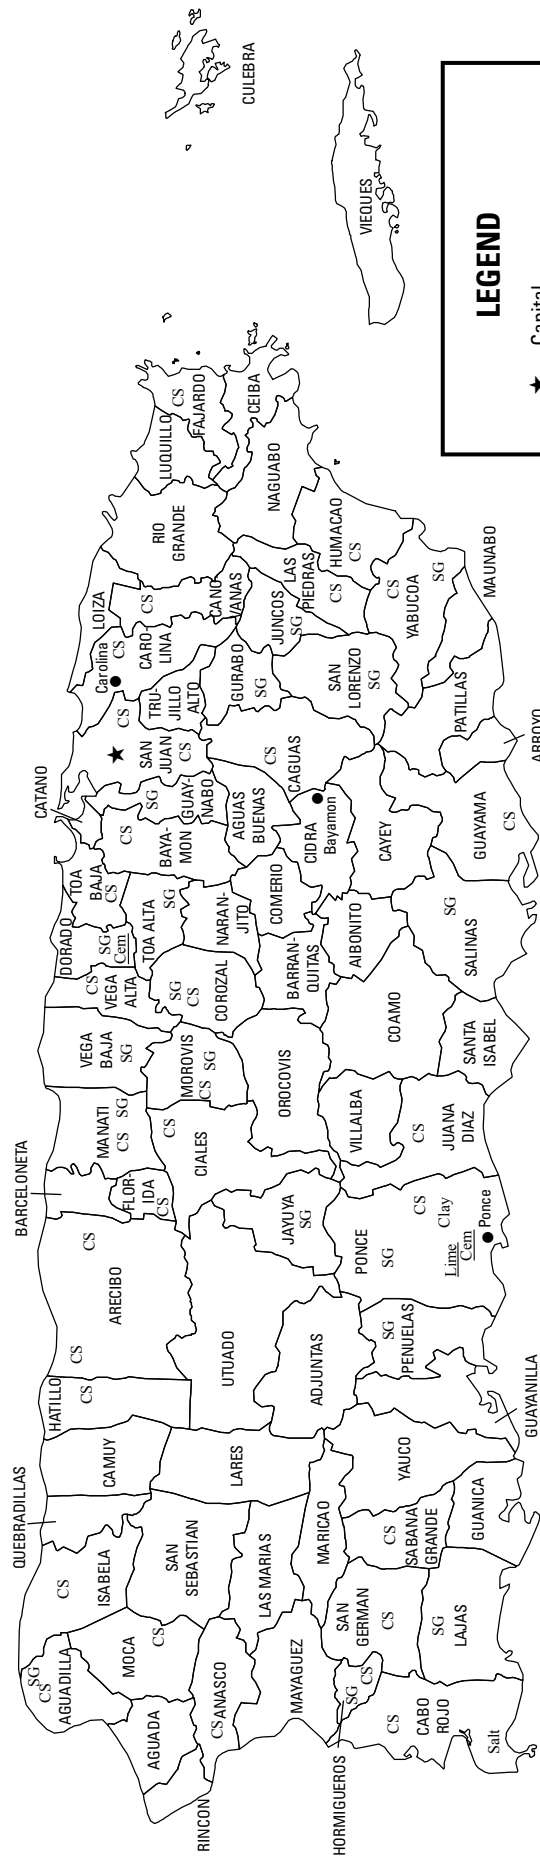 QUEBRADILLAS
BARCELONETA
CATANO
ISABELA
CS
AGUADILLA
SG
CS
MOCA
CS
AGUADA
RINCON
CAMUY
HATILLO
CS
ARECIBO
CS
CS
FLOR-
IDA
CS
MANATI
CS SG
VEGA
BAJA
SG
CS
VEGA
ALTA
DORADO
SG
Cem
TOA
BAJA
CS
TOA ALTA
SG
BAYA-
MON
CS
SG
GUAY-
NABO
SAN
JUAN
CS
CS
Carolina
CS
CARO-
LINA
TRU-
JILLO
ALTO
LOIZA
CS
CANO
VANAS
RIO
GRANDE
LUQUILLO
CS
FAJARDO
CEIBA
CULEBRA
VIEQUES
SAN
SEBASTIAN
LARES
UTUADO
CIALES
CS
MOROVIS
CS SG
COROZAL
SG
CS
NARAN-
JITO
AGUAS
BUENAS
CAGUAS
CS
GURABO
SG
JUNCOS
SG
LAS
PIEDRAS
CS
NAGUABO
HUMACAO
CS
CS ANASCO
LAS MARIAS
MAYAGUEZ
MARICAO
ADJUNTAS
JAYUYA
SG
OROCOVIS
BARRAN-
QUITAS
COMERIO
CIDRA
Bayamon
AIBONITO
CAYEY
SAN
LORENZO
SG
YABUCOA
CS
SG
MAUNABO
HORMIGUEROS
SG
CS
SAN
GERMAN
CS
CS
SABANA
GRANDE
YAUCO
SG
PENUELAS
PONCE
SG
CS
Clay
Lime
Cem
Ponce
VILLALBA
CS
JUANA
DIAZ
COAMO
SANTA
ISABEL
SG
SALINAS
GUAYAMA
CS
PATILLAS
ARROYO
CS
CABO
ROJO
Salt
SG
LAJAS
GUANICA
GUAYANILLA
LEGEND
Capital